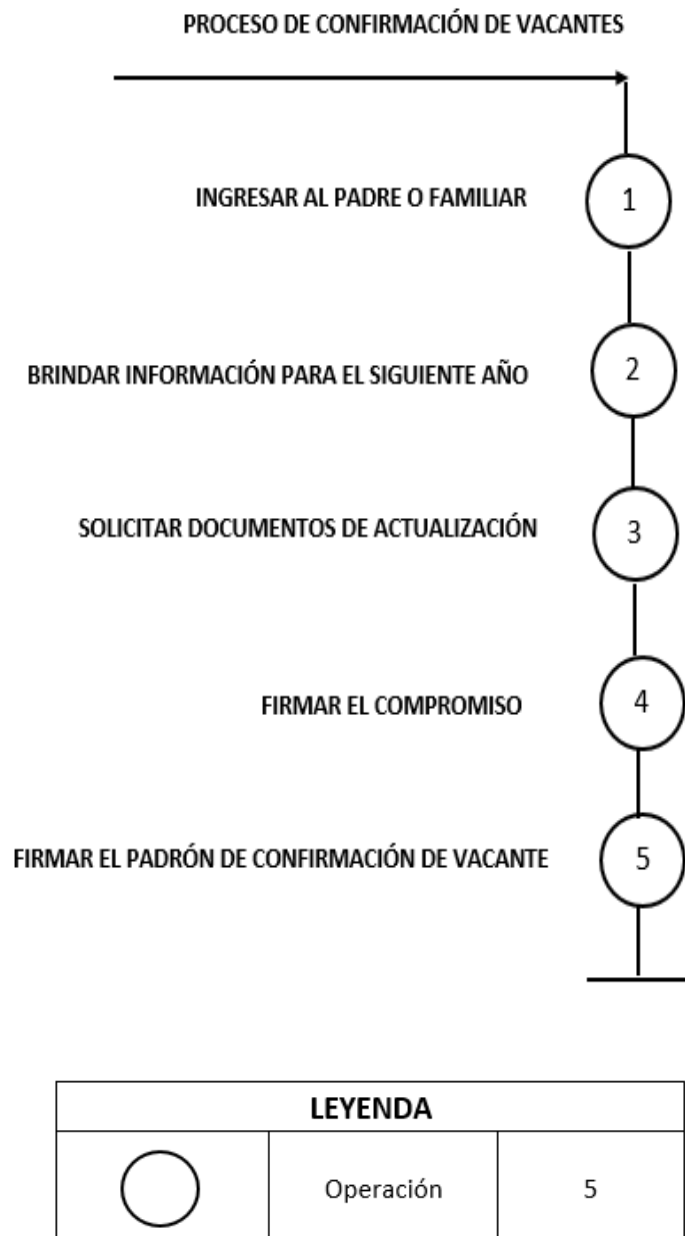 PROCESO DE CONFIRMACIÓN DE VACANTES
INGRESAR AL PADRE O FAMILIAR
1
BRINDAR INFORMACIÓN PARA EL SIGUIENTE AÑO
2
SOLICITAR DOCUMENTOS DE ACTUALIZACIÓN
3
FIRMAR EL COMPROMISO
4
FIRMAR EL PADRÓN DE CONFIRMACIÓN DE VACANTE
5
LEYENDA
Operación 5